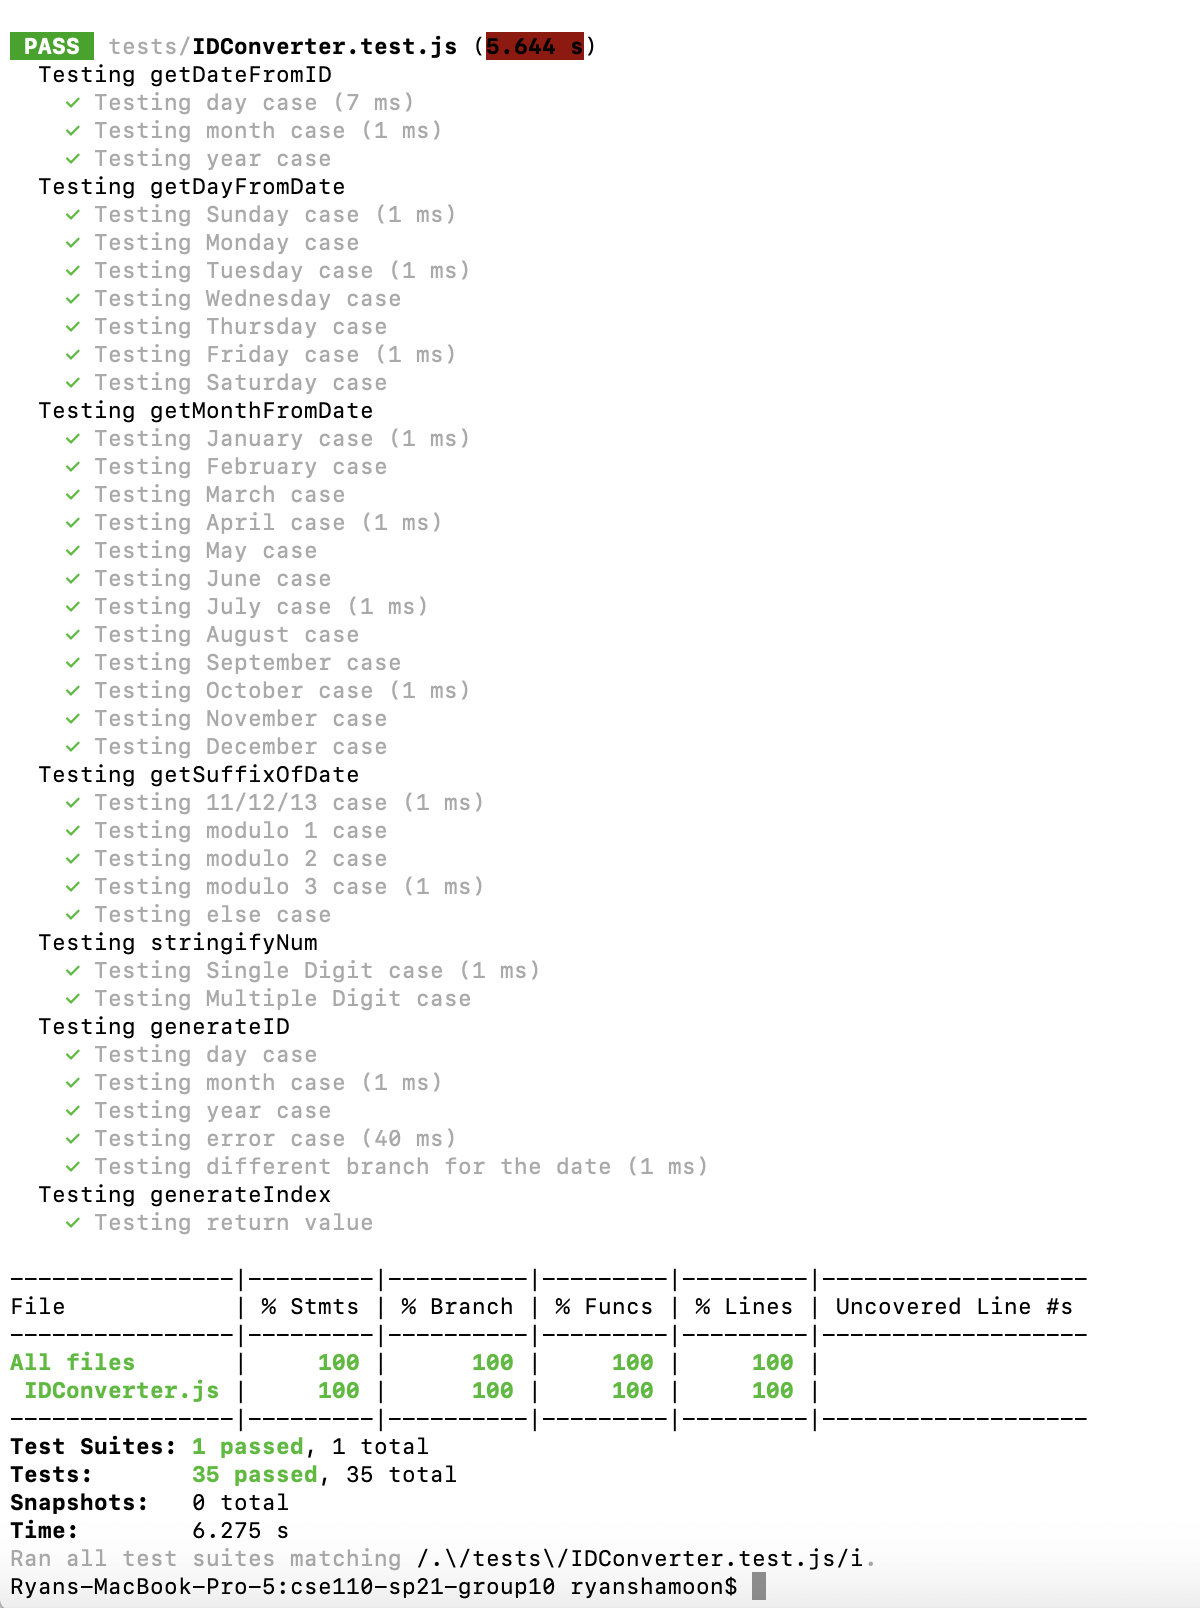 PASS tests/IDConverter.test.js (5.644 s)
Testing getDateFromID
✓ Testing day case (7 ms)
✓ Testing month case (1 ms)
✓ Testing year case
Testing getDayFromDate
✓ Testing Sunday case (1 ms)
✓ Testing Monday case
✓ Testing Tuesday case (1 ms)
✓ Testing Wednesday case
✓ Testing Thursday case
✓ Testing Friday case (1 ms)
✓ Testing Saturday case
Testing getMonthFromDate
✓ Testing January case (1 ms)
✓ Testing February case
✓ Testing March case
✓ Testing April case (1 ms)
✓ Testing May case
✓ Testing June case
✓ Testing July case (1 ms)
✓ Testing August case
✓ Testing September case
✓ Testing October case (1 ms)
✓ Testing November case
✓ Testing December case
Testing getSuffixOfDate
✓ Testing 11/12/13 case (1 ms)
✓ Testing modulo 1 case
✓ Testing modulo 2 case
✓ Testing modulo 3 case (1 ms)
✓ Testing else case
Testing stringifyNum
✓ Testing Single Digit case (1 ms)
✓ Testing Multiple Digit case
Testing generateID
✓ Testing day case
✓ Testing month case (1 ms)
✓ Testing year case
✓ Testing error case (40 ms)
✓ Testing different branch for the date (1 ms)
Testing generateIndex
✓ Testing return value
----------------|---------|----------|---------|---------|-------------------
File | % Stmts | % Branch | % Funcs | % Lines | Uncovered Line #s
----------------|---------|----------|---------|---------|-------------------
All files | 100 | 100 | 100 | 100 |
IDConverter.js | 100 | 100 | 100 | 100 |
----------------|---------|----------|---------|---------|-------------------
Test Suites: 1 passed, 1 total
Tests: 35 passed, 35 total
Snapshots: 0 total
Time: 6.275 s
Ran all test suites matching /.\/tests\/IDConverter.test.js/i.
Ryans-MacBook-Pro-5:cse110-sp21-group10 ryanshamoon$